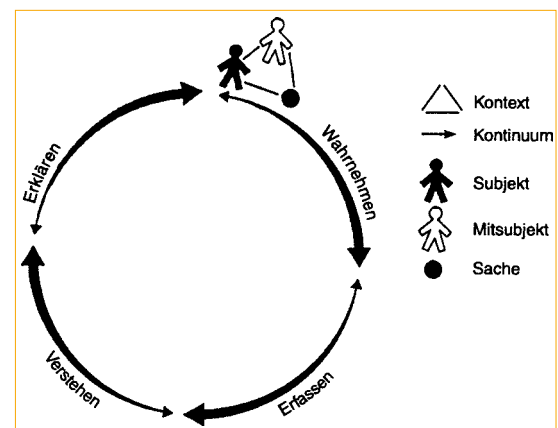 Wahrnehmen
Erfassen
Verstehen
Erklären
Kontext
Kontinuum
Subjekt
Mitsubjekt
Sache